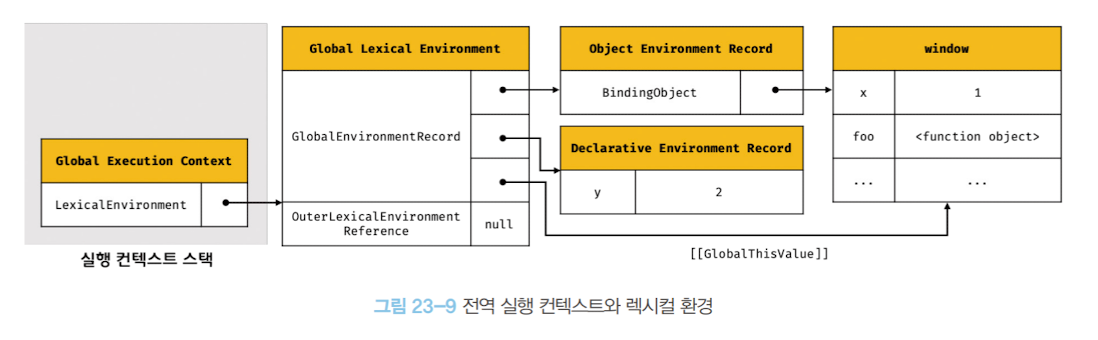 Global Execution Context
LexicalEnvironment
실행 컨텍스트 스택
Global Lexical Environment
GlobalEnvironmentRecord
OuterLexicalEnvironment
Reference
null
Object Environment Record
BindingObject
Declarative Environment Record
y 2
window
x 1
foo <function object>
... ...
[[GlobalThisValue]]
그림 23-9 전역 실행 컨텍스트와 렉시컬 환경